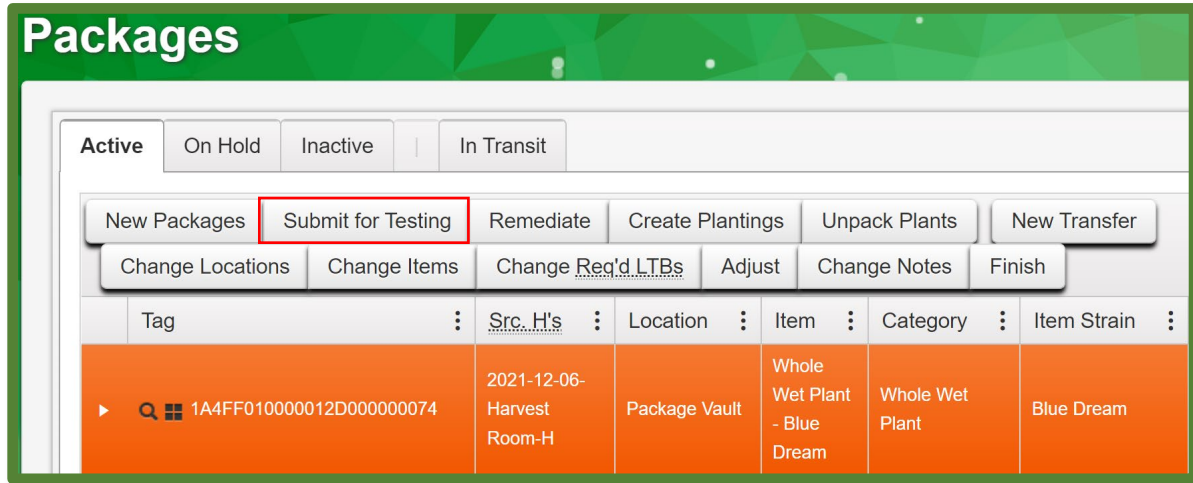 Packages
Active On Hold Inactive | In Transit
New Packages Submit for Testing Remediate Create Plantings Unpack Plants New Transfer
Change Locations Change Items Change Req'd LTBs Adjust Change Notes Finish
Tag Src. H's Location Item Category Item Strain
1A4FF010000012D000000074
2021-12-06-
Harvest
Room-H
Package Vault
Whole
Wet Plant
- Blue
Dream
Whole Wet
Plant
Blue Dream